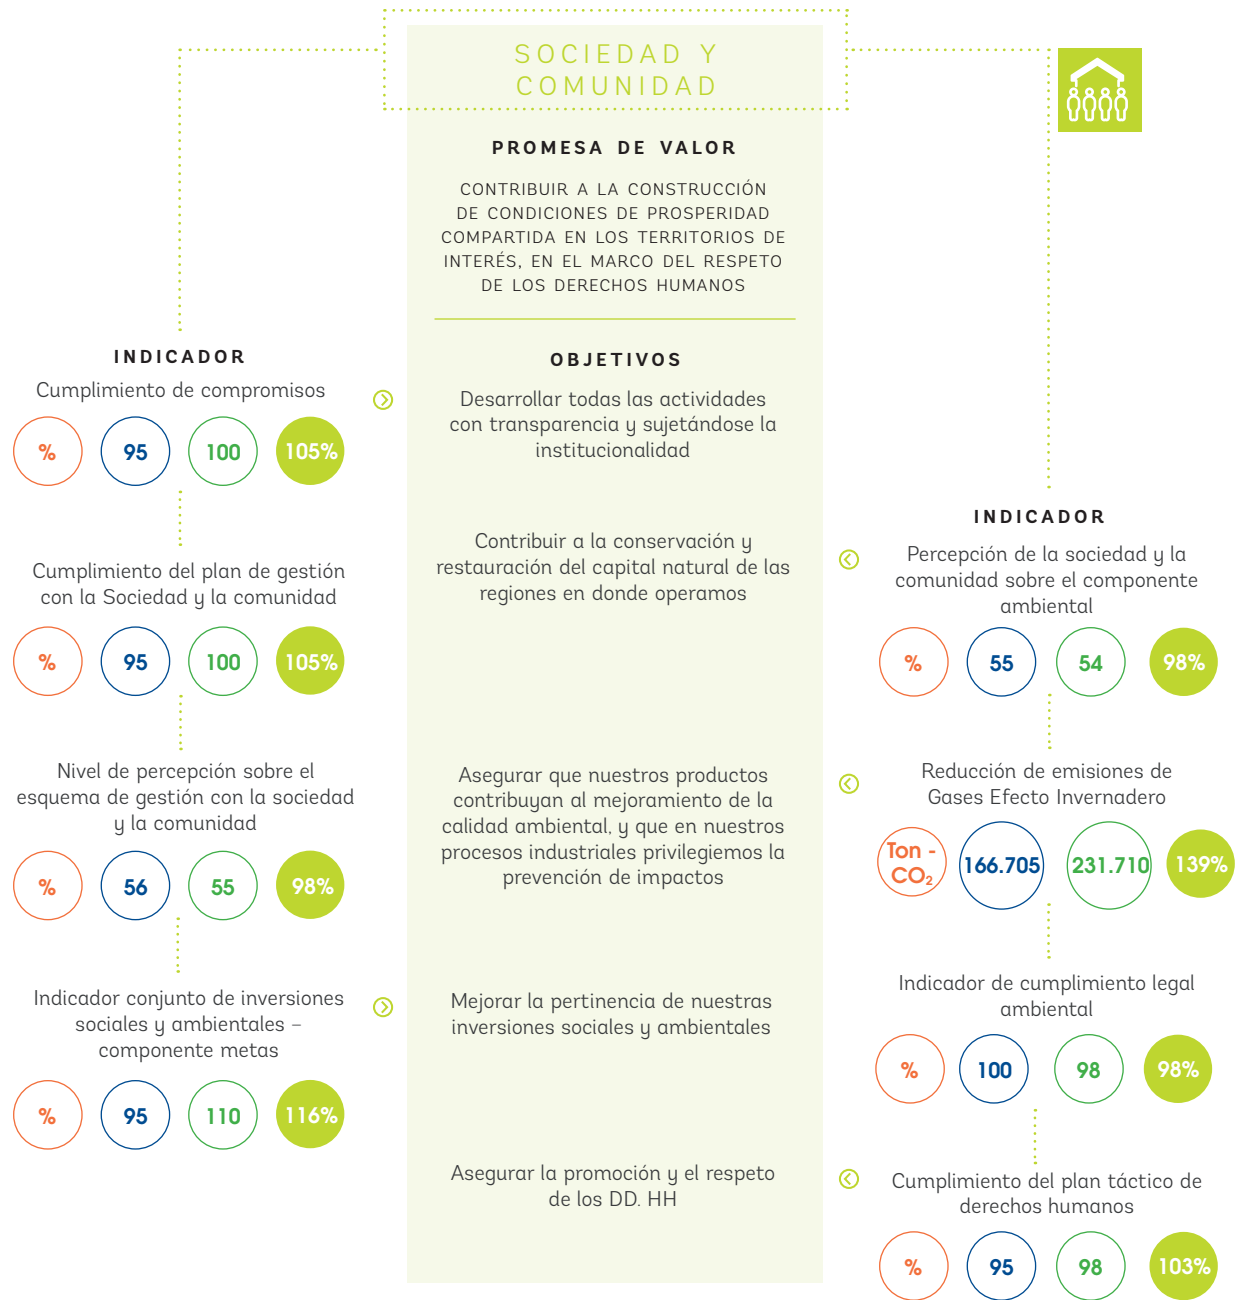 SOCIEDAD Y
COMUNIDAD
PROMESA DE VALOR
CONTRIBUIR A LA CONSTRUCCIÓN
DE CONDICIONES DE PROSPERIDAD
COMPARTIDA EN LOS TERRITORIOS DE
INTERÉS, EN EL MARCO DEL RESPETO
DE LOS DERECHOS HUMANOS
INDICADOR
Cumplimiento de compromisos
% 95 100 105%
Cumplimiento del plan de gestión
con la Sociedad y la comunidad
% 95 100 105%
Nivel de percepción sobre el
esquema de gestión con la sociedad
y la comunidad
% 56 55 98%
Indicador conjunto de inversiones
sociales y ambientales –
componente metas
% 95 110 116%
OBJETIVOS
Desarrollar todas las actividades
con transparencia y sujetándose la
institucionalidad
Contribuir a la conservación y
restauración del capital natural de las
regiones en donde operamos
Asegurar que nuestros productos
contribuyan al mejoramiento de la
calidad ambiental, y que en nuestros
procesos industriales privilegiemos la
prevención de impactos
Mejorar la pertinencia de nuestras
inversiones sociales y ambientales
Asegurar la promoción y el respeto
de los DD. HH
INDICADOR
Percepción de la sociedad y la
comunidad sobre el componente
ambiental
% 55 54 98%
Reducción de emisiones de
Gases Efecto Invernadero
Ton -
CO₂ 166.705 231.710 139%
Indicador de cumplimiento legal
ambiental
% 100 98 98%
Cumplimiento del plan táctico de
derechos humanos
% 95 98 103%